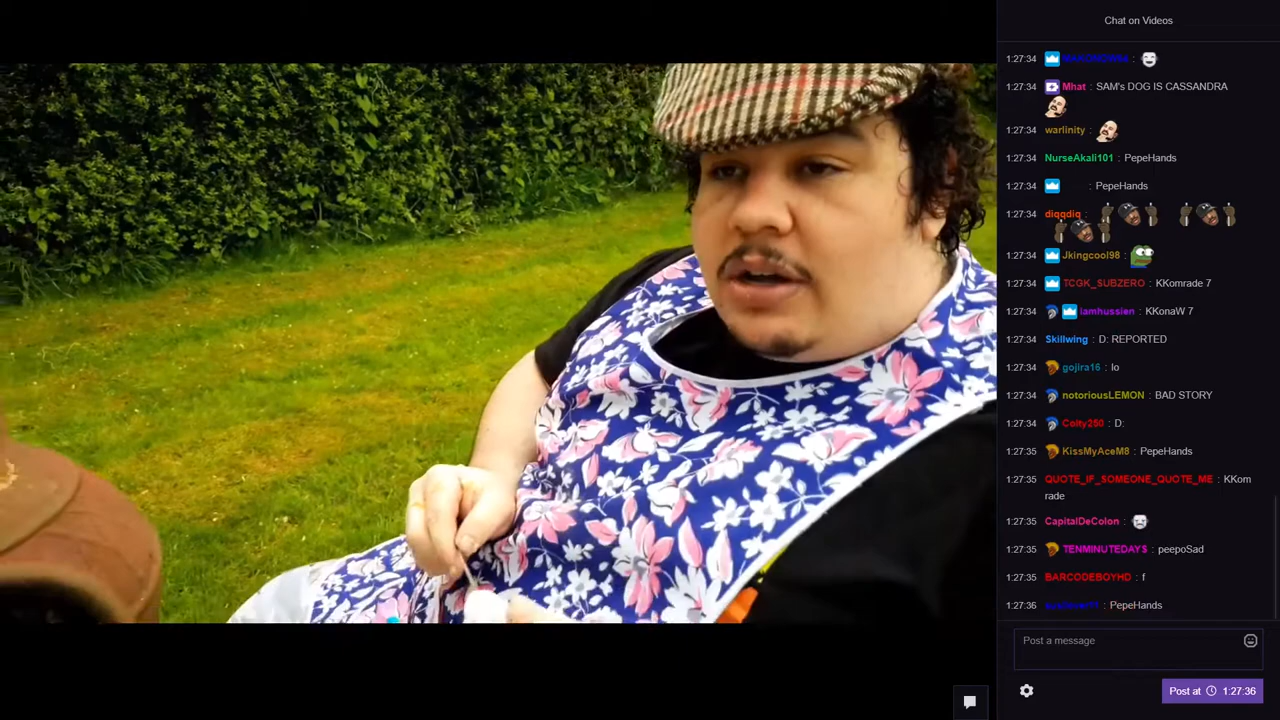 Chat on Videos
1:27:34 :
1:27:34 Mhat : SAM's DOG IS CASSANDRA
1:27:34 warlinity :
1:27:34 NurseAkali101 : PepeHands
1:27:34 : PepeHands
1:27:34 diqqdiq :
1:27:34 Jkingcool98 :
1:27:34 TCGK_SUBZERO : KKomrade 7
1:27:34 iamhussien : KKonaW 7
1:27:34 Skillwing : D: REPORTED
1:27:34 gojira16 : lo
1:27:34 notoriousLEMON : BAD STORY
1:27:34 Colty250 : D:
1:27:34 KissMyAceM8 : PepeHands
1:27:35 QUOTE_IF_SOMEONE_QUOTE_ME : KKom
rade
1:27:35 CapitalDeColon :
1:27:35 TENMINUTEDAYS : peepoSad
1:27:35 BARCODEBOYHD : f
1:27:36 : PepeHands
Post a message
Post at 1:27:36